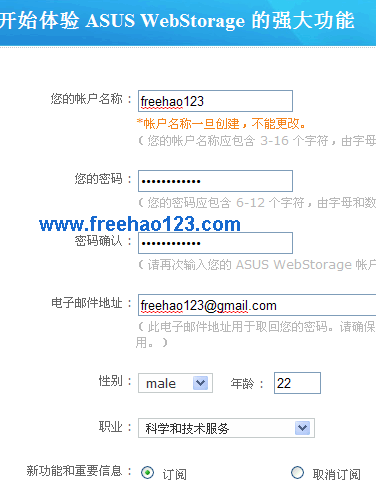 开始体验 ASUS WebStorage 的强大功能
您的帐户名称： freehao123
*帐户名称一旦创建，不能更改。
( 您的帐户名称应包含 3-16 个字符，由字母
您的密码： ••••••••••••
( 您的密码应包含 6-12 个字符，由字母和数
www.freehao123.com
密码确认： ••••••••••••
( 请再次输入您的 ASUS WebStorage 帐户
电子邮件地址： freehao123@gmail.com
( 此电子邮件地址用于取回您的密码。请确保
用。)
性别： male 年龄： 22
职业： 科学和技术服务
新功能和重要信息： 订阅 取消订阅